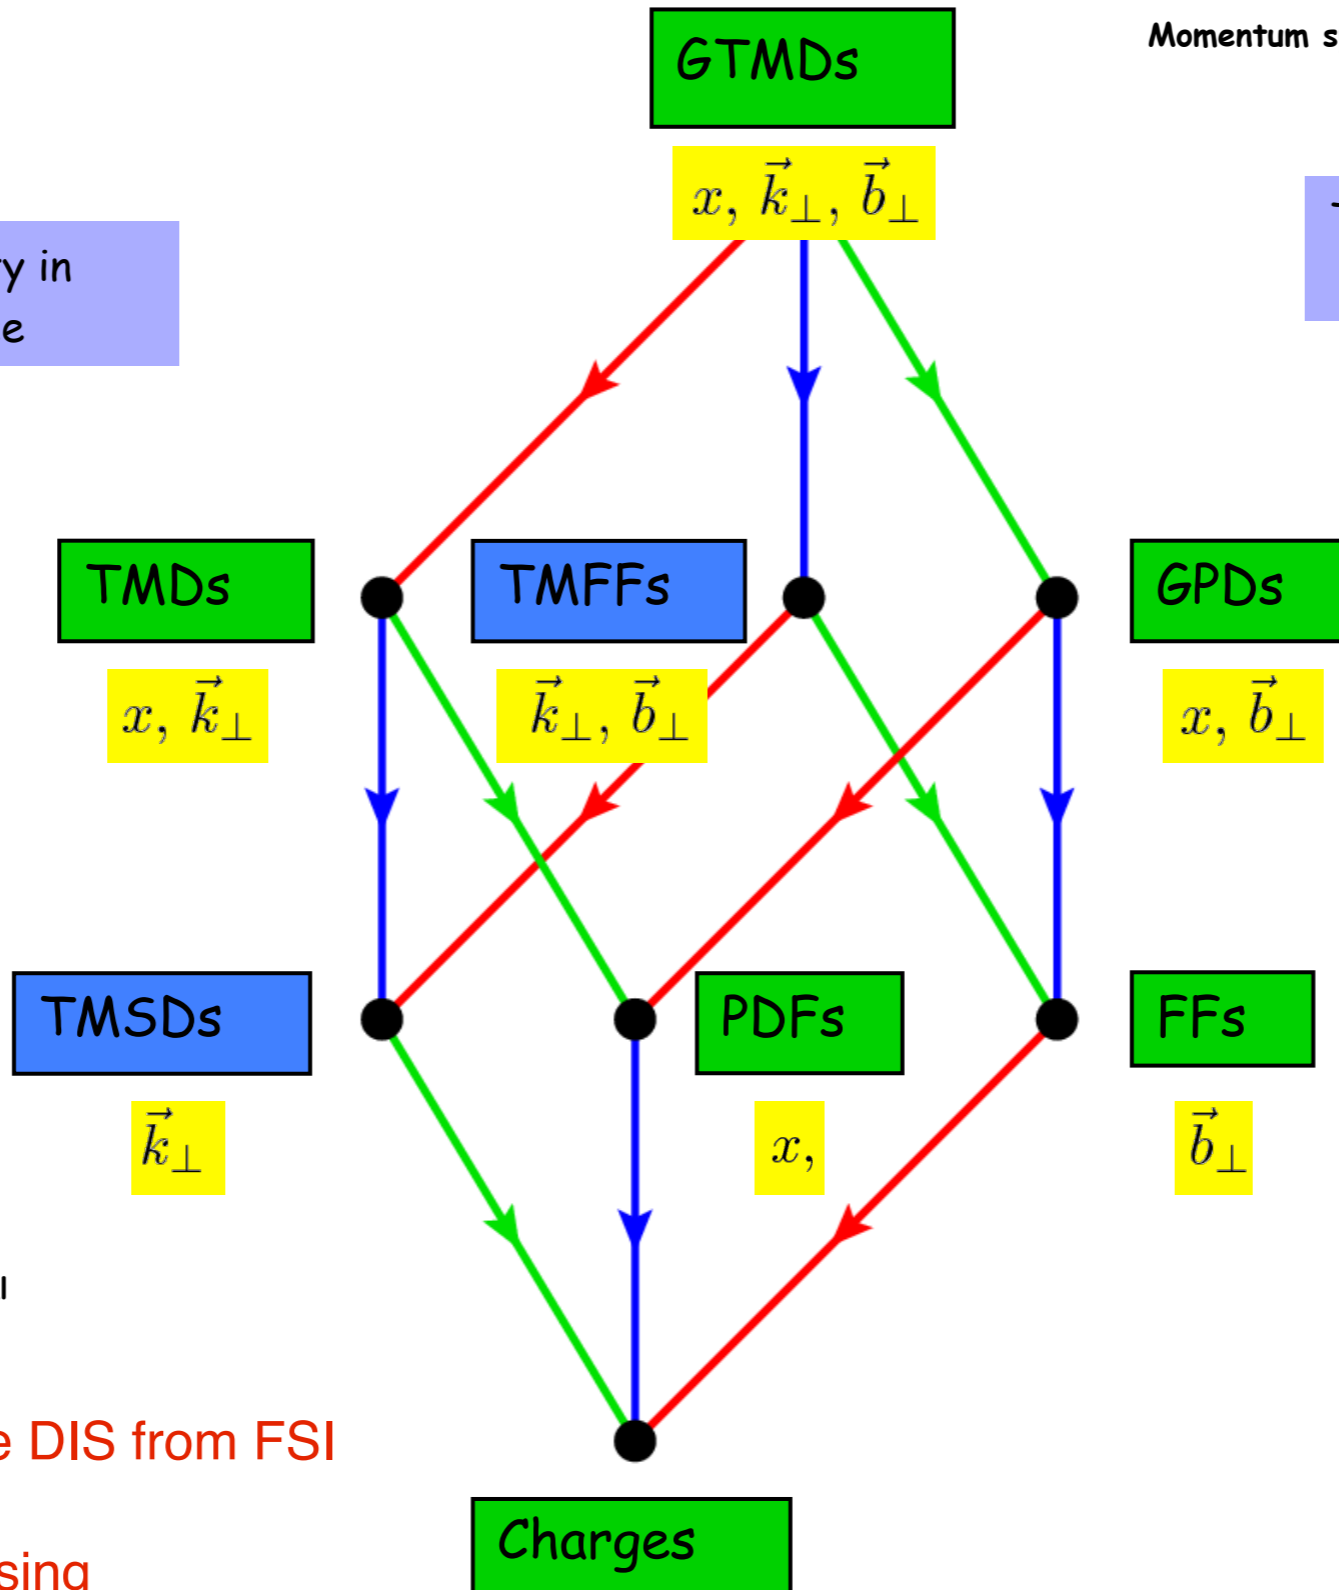 GTMDs
Momentum s
x, k⃗⊥, b⃗⊥
y in
e
TMDs
TMFFs
GPDs
x, k⃗⊥
k⃗⊥, b⃗⊥
x, b⃗⊥
TMSDs
PDFs
FFs
k⃗⊥
x,
b⃗⊥
e DIS from FSI
Charges
sing